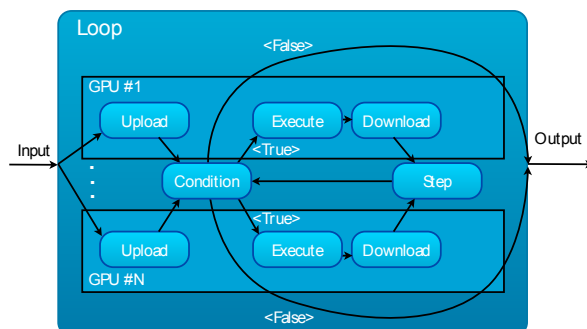 Loop
<False>
GPU #1
Upload
Execute
Download
<True>
Input
Output
Condition
Step
<True>
Upload
Execute
Download
GPU #N
<False>